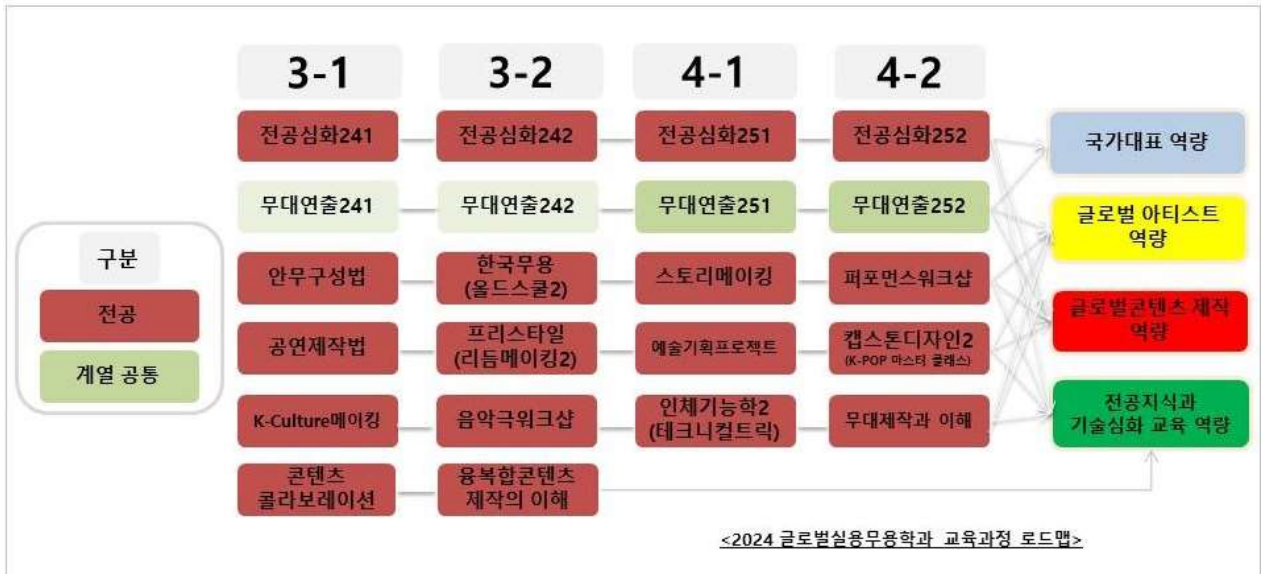 3-1
3-2
4-1
4-2
전공심화241
전공심화242
전공심화251
전공심화252
국가대표 역량
무대연출241
무대연출242
무대연출251
무대연출252
글로벌 아티스트
역량
구분
전공
계열 공통
안무구성법
한국무용
(올드스쿨2)
스토리메이킹
퍼포먼스워크샵
글로벌콘텐츠 제작
역량
공연제작법
프리스타일
(리듬메이킹2)
예술기획프로젝트
캡스톤디자인2
(K-POP 마스터 클래스)
K-Culture메이킹
음악극워크샵
인체기능학2
(테크니컬트릭)
무대제작과 이해
전공지식과
기술심화 교육 역량
콘텐츠
콜라보레이션
융복합콘텐츠
제작의 이해
<2024 글로벌실용무용학과 교육과정 로드맵>